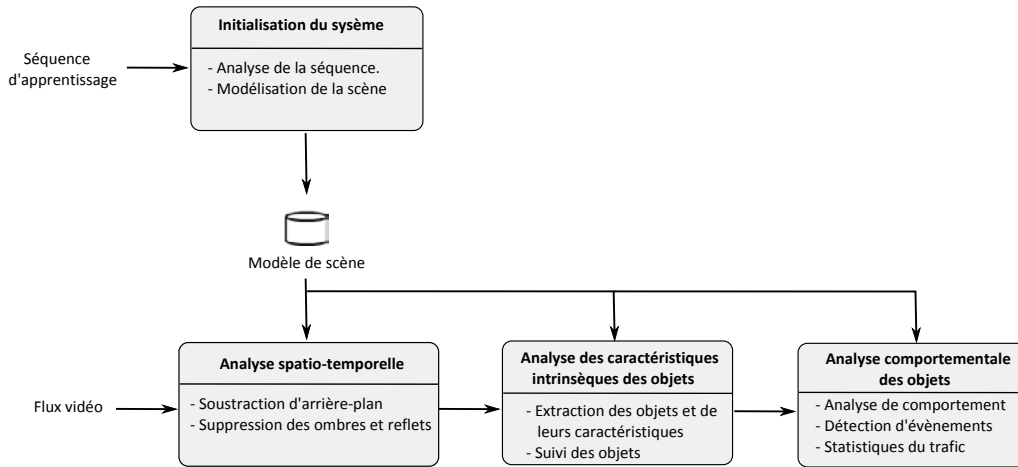 Initialisation du sysème
Séquence
d'apprentissage
- Analyse de la séquence.
- Modélisation de la scène
Modèle de scène
Flux vidéo
Analyse spatio-temporelle
- Soustraction d'arrière-plan
- Suppression des ombres et reflets
Analyse des caractéristiques
intrinsèques des objets
- Extraction des objets et de
leurs caractéristiques
- Suivi des objets
Analyse comportementale
des objets
- Analyse de comportement
- Détection d'évènements
- Statistiques du trafic